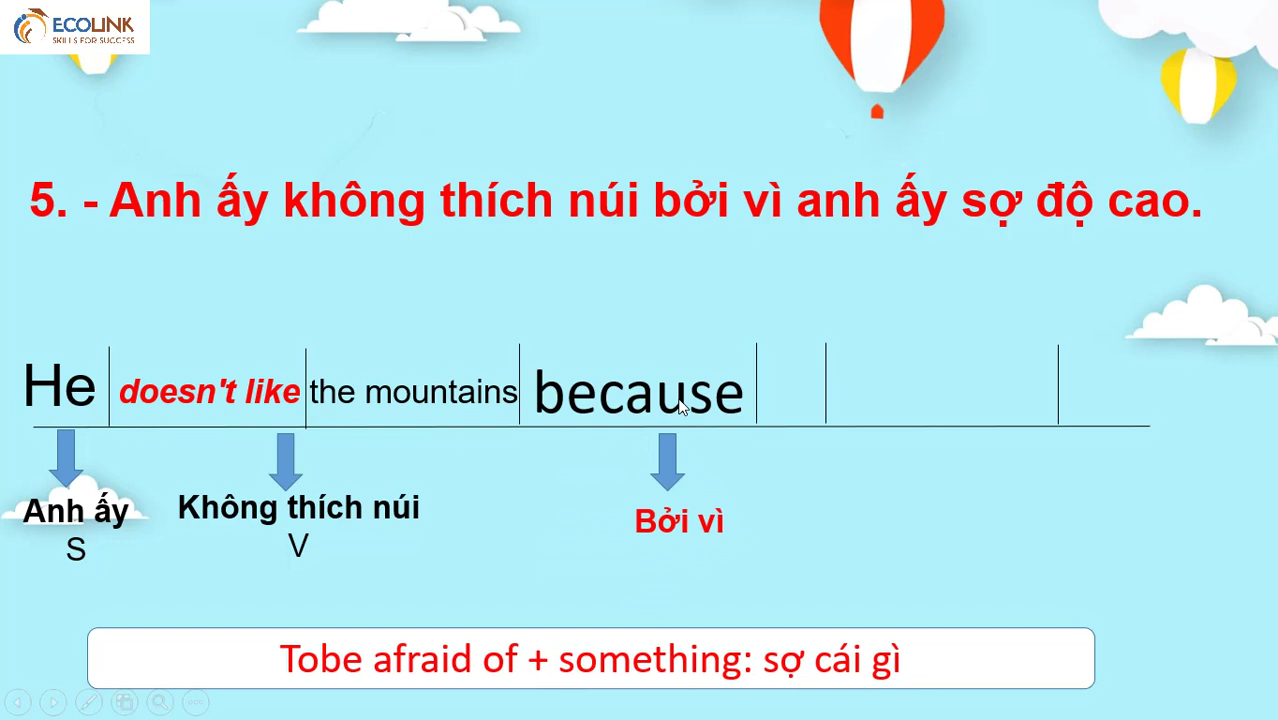 ECOLINK
SKILLS FOR SUCCESS
5. - Anh ấy không thích núi bởi vì anh ấy sợ độ cao.
He doesn't like the mountains because
Anh ấy Không thích núi Bởi vì
S V
Tobe afraid of + something: sợ cái gì